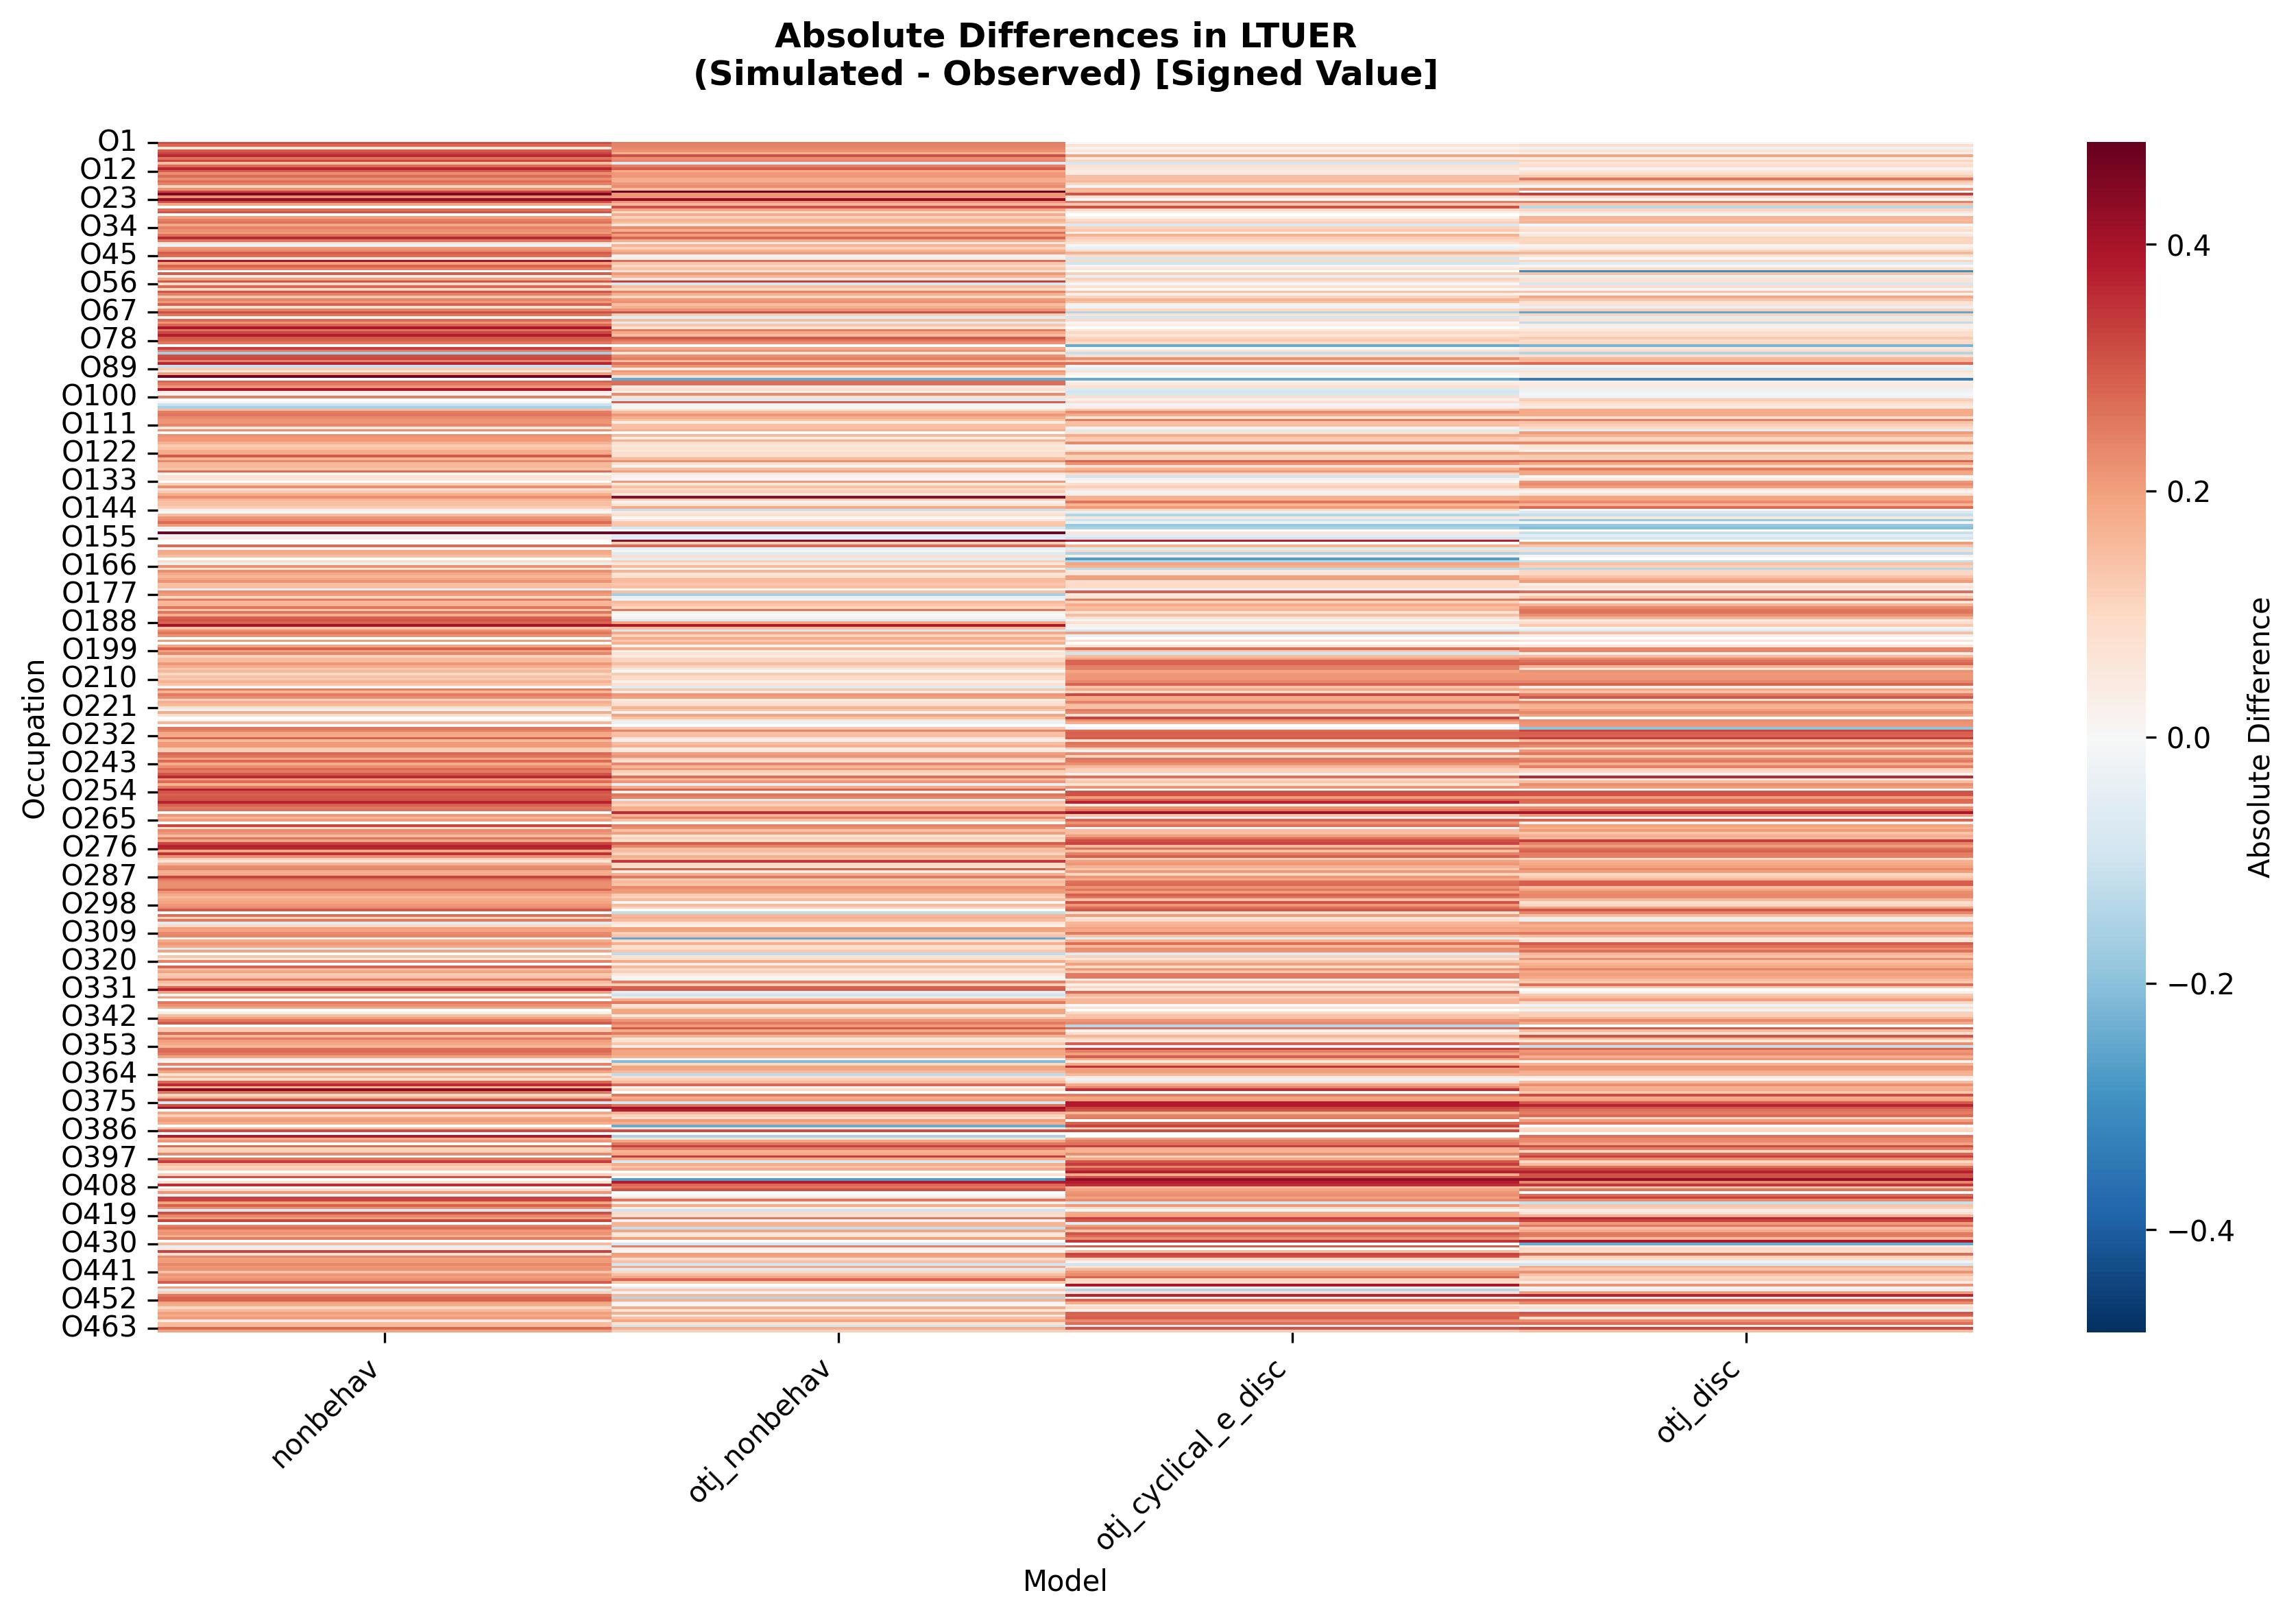 Absolute Differences in LTUER
(Simulated - Observed) [Signed Value]
Occupation
O1
O12
O23
O34
O45
O56
O67
O78
O89
O100
O111
O122
O133
O144
O155
O166
O177
O188
O199
O210
O221
O232
O243
O254
O265
O276
O287
O298
O309
O320
O331
O342
O353
O364
O375
O386
O397
O408
O419
O430
O441
O452
O463
nonbehav
otj_nonbehav
otj_cyclical_e_disc
otj_disc
Model
0.4
0.2
0.0
−0.2
−0.4
Absolute Difference